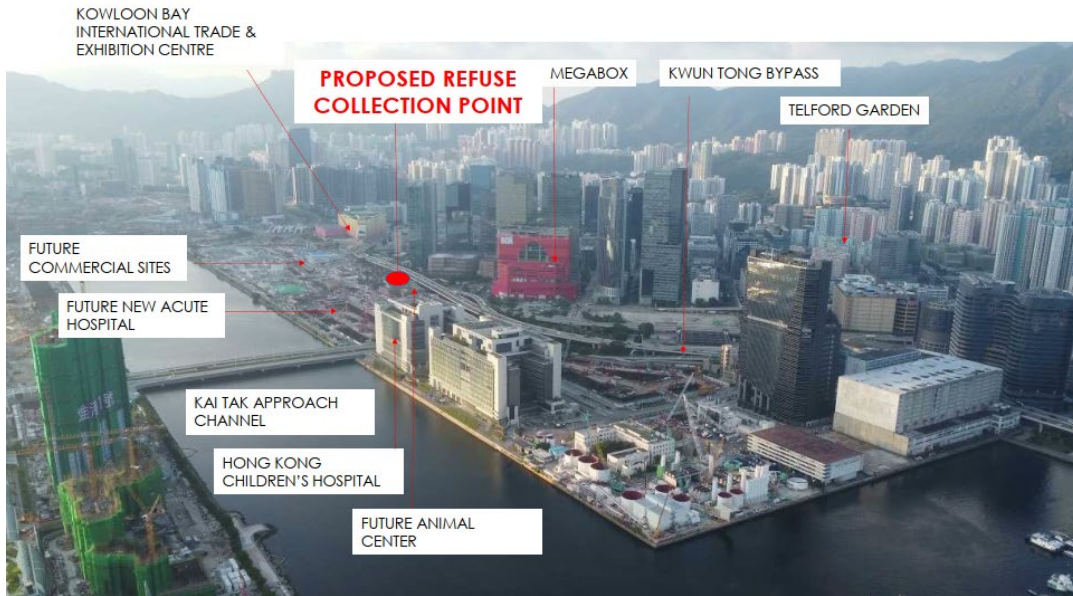 KOWLOON BAY
INTERNATIONAL TRADE &
EXHIBITION CENTRE
PROPOSED REFUSE
COLLECTION POINT
MEGABOX
KWUN TONG BYPASS
TELFORD GARDEN
FUTURE
COMMERCIAL SITES
FUTURE NEW ACUTE
HOSPITAL
KAI TAK APPROACH
CHANNEL
HONG KONG
CHILDREN'S HOSPITAL
FUTURE ANIMAL
CENTER